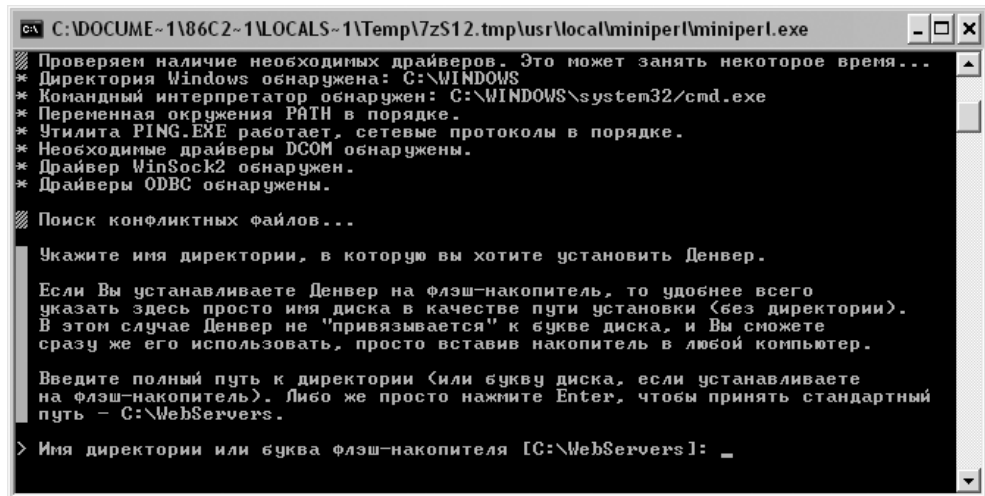 C:\DOCUME~1\86C2~1\LOCALS~1\Temp\7zS12.tmp\usr\local\miniperl\miniperl.exe
Проверяем наличие необходимых драйверов. Это может занять некоторое время...
* Директория Windows обнаружена: C:\WINDOWS
* Командный интерпретатор обнаружен: C:\WINDOWS\system32/cmd.exe
* Переменная окружения PATH в порядке.
* Утилита PING.EXE работает, сетевые протоколы в порядке.
* Необходимые драйверы DCOM обнаружены.
* Драйвер WinSock2 обнаружен.
* Драйверы ODBC обнаружены.
Поиск конфликтных файлов...
Укажите имя директории, в которую вы хотите установить Денвер.
Если Вы устанавливаете Денвер на флэш-накопитель, то удобнее всего
указать здесь просто имя диска в качестве пути установки (без директории).
В этом случае Денвер не "привязывается" к букве диска, и Вы сможете
сразу же его использовать, просто вставив накопитель в любой компьютер.
Введите полный путь к директории (или букву диска, если устанавливаете
на флэш-накопитель). Либо же просто нажмите Enter, чтобы принять стандартный
путь - C:\WebServers.
> Имя директории или буква флэш-накопителя [C:\WebServers]: _